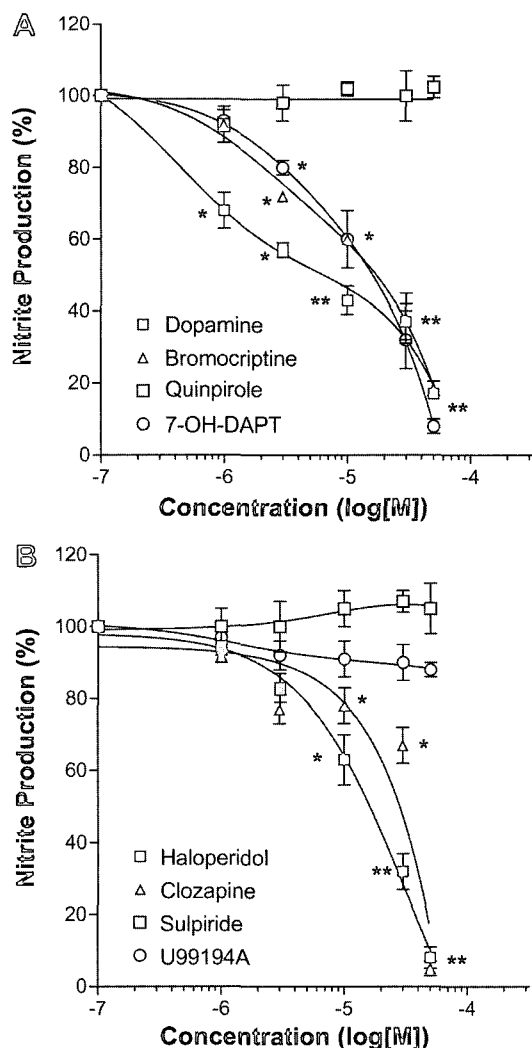 A
120
100
80
60
40
20
0
Nitrite Production (%)
*
*
*
*
*
**
**
**
Dopamine
Bromocriptine
Quinpirole
7-OH-DAPT
-7
-6
-5
-4
Concentration (log[M])
B
120
100
80
60
40
20
0
Nitrite Production (%)
*
*
*
**
**
Haloperidol
Clozapine
Sulpiride
U99194A
-7
-6
-5
-4
Concentration (log[M])